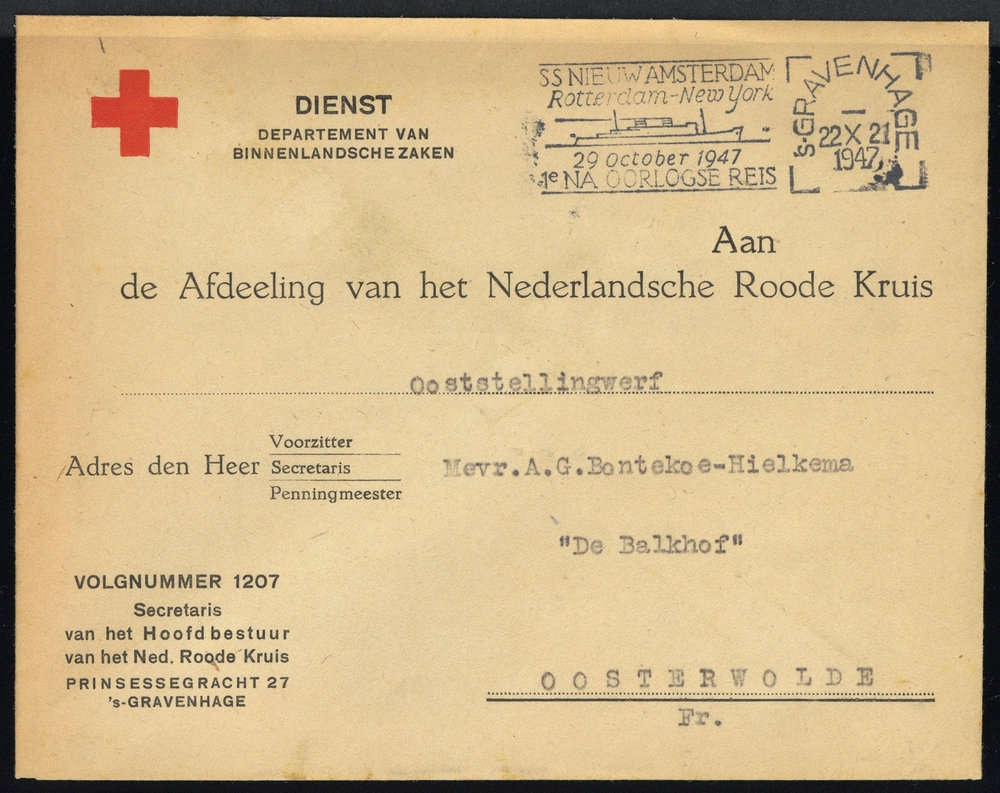 DIENST
DEPARTEMENT VAN
BINNENLANDSCHE ZAKEN
SS NIEUW AMSTERDAM
Rotterdam-New York
29 october 1947
1e NA OORLOGSE REIS
's-GRAVENHAGE
22 X 21
1947
Aan
de Afdeeling van het Nederlandsche Roode Kruis
Ooststellingwerf
Adres den Heer
Voorzitter
Secretaris
Penningmeester
Mevr.A.G.Bontekoe-Hielkema
"De Balkhof"
VOLGNUMMER 1207
Secretaris
van het Hoofdbestuur
van het Ned. Roode Kruis
PRINSESSEGRACHT 27
's-GRAVENHAGE
OOSTERWOLDE
Fr.